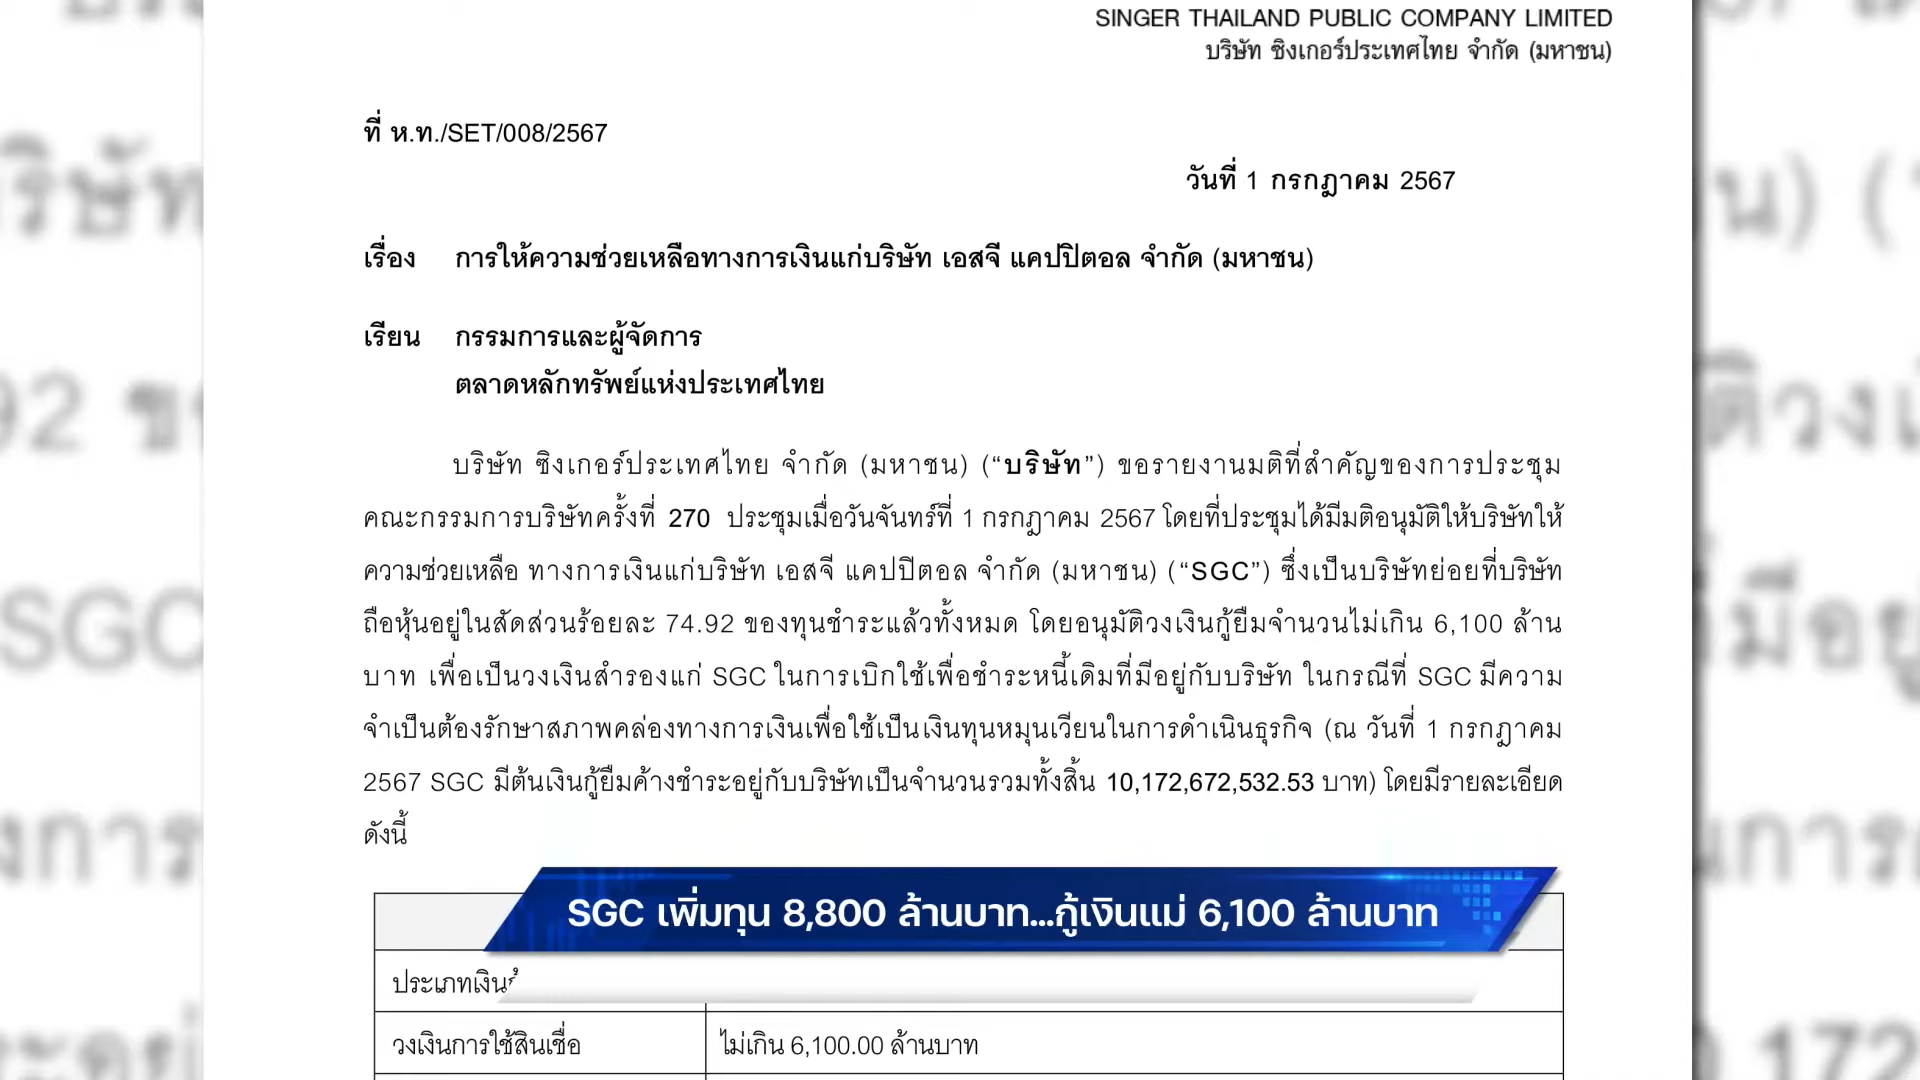 SINGER THAILAND PUBLIC COMPANY LIMITED
บริษัท ซิงเกอร์ประเทศไทย จำกัด (มหาชน)
ที่ ห.ท./SET/008/2567
วันที่ 1 กรกฎาคม 2567
เรื่อง การให้ความช่วยเหลือทางการเงินแก่บริษัท เอสจี แคปปิตอล จำกัด (มหาชน)
เรียน กรรมการและผู้จัดการ
ตลาดหลักทรัพย์แห่งประเทศไทย
บริษัท ซิงเกอร์ประเทศไทย จำกัด (มหาชน) (“บริษัท”) ขอรายงานมติที่สำคัญของการประชุม
คณะกรรมการบริษัทครั้งที่ 270 ประชุมเมื่อวันจันทร์ที่ 1 กรกฎาคม 2567 โดยที่ประชุมได้มีมติอนุมัติให้บริษัทให้
ความช่วยเหลือ ทางการเงินแก่บริษัท เอสจี แคปปิตอล จำกัด (มหาชน) (“SGC”) ซึ่งเป็นบริษัทย่อยที่บริษัท
ถือหุ้นอยู่ในสัดส่วนร้อยละ 74.92 ของทุนชำระแล้วทั้งหมด โดยอนุมัติวงเงินกู้ยืมจำนวนไม่เกิน 6,100 ล้าน
บาท เพื่อเป็นวงเงินสำรองแก่ SGC ในการเบิกใช้เพื่อชำระหนี้เดิมที่มีอยู่กับบริษัท ในกรณีที่ SGC มีความ
จำเป็นต้องรักษาสภาพคล่องทางการเงินเพื่อใช้เป็นเงินทุนหมุนเวียนในการดำเนินธุรกิจ (ณ วันที่ 1 กรกฎาคม
2567 SGC มีต้นเงินกู้ยืมค้างชำระอยู่กับบริษัทเป็นจำนวนรวมทั้งสิ้น 10,172,672,532.53 บาท) โดยมีรายละเอียด
ดังนี้
SGC เพิ่มทุน 8,800 ล้านบาท...กู้เงินแม่ 6,100 ล้านบาท
ประเภทเงินกู้
วงเงินการใช้สินเชื่อ ไม่เกิน 6,100.00 ล้านบาท